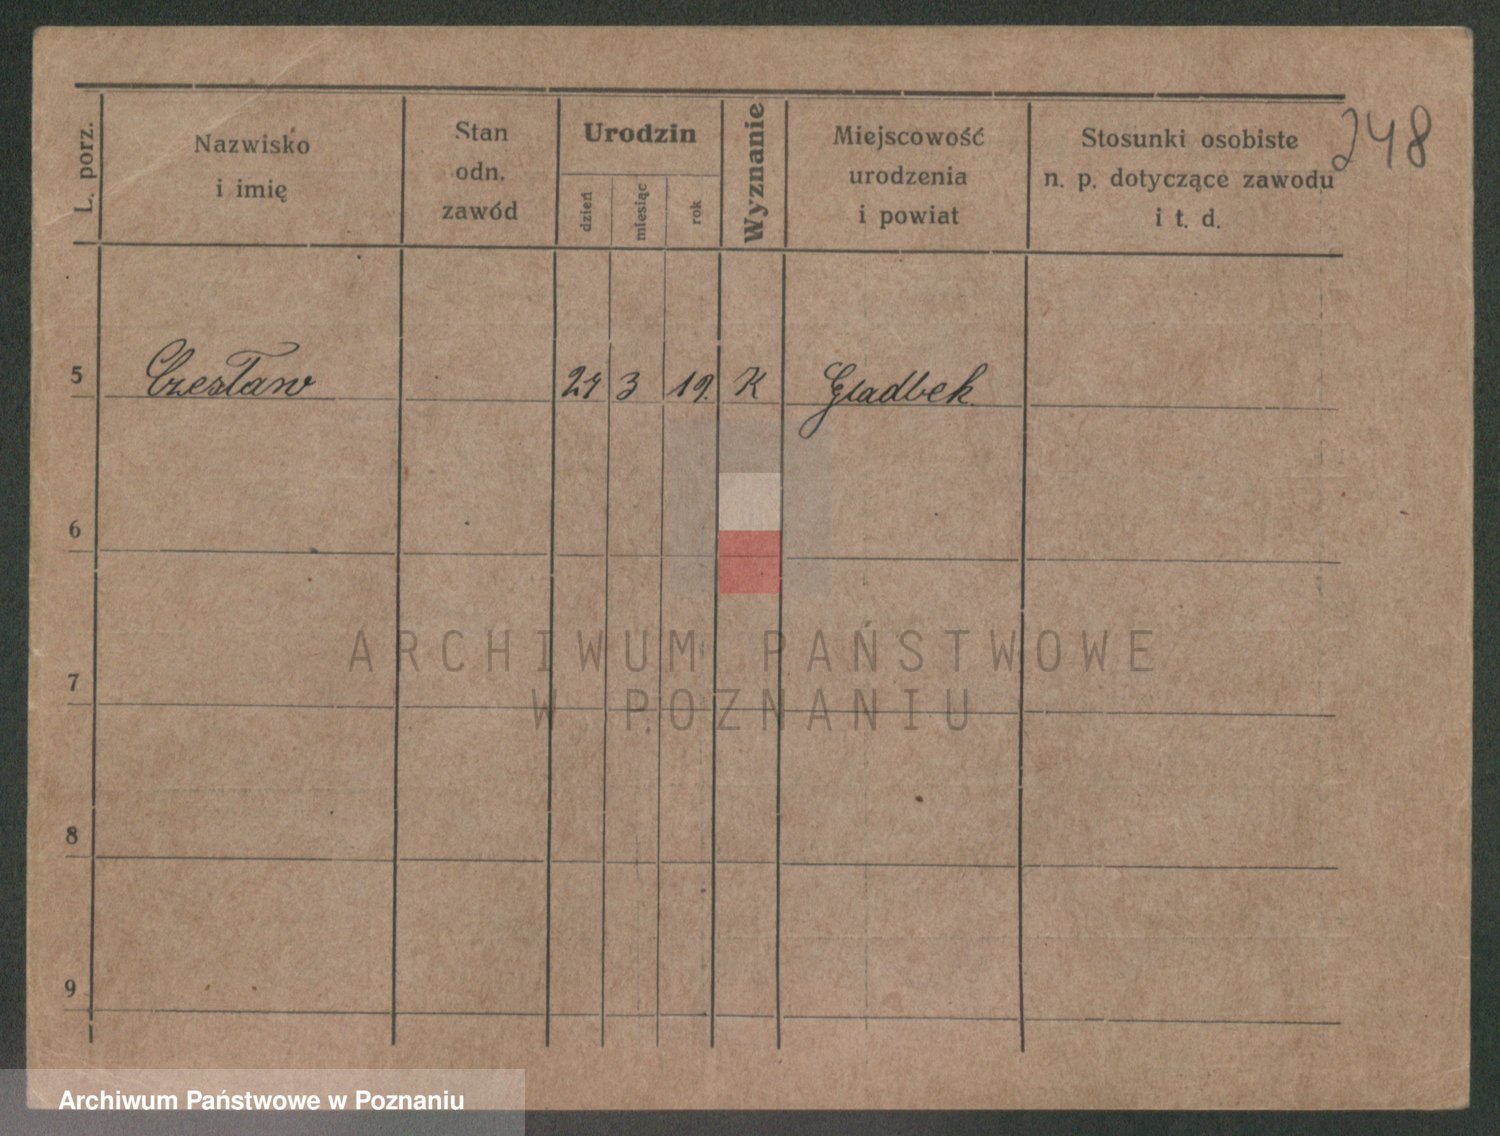 248
L. porz.
Nazwisko
i imię
Stan
odn.
zawód
Urodzin
dzień
miesiąc
rok
Wyznanie
Miejscowość
urodzenia
i powiat
Stosunki osobiste
n. p. dotyczące zawodu
i t. d.
5 Czesław 24 3 19. K Gladbek.
6
7
8
9
ARCHIWUM PAŃSTWOWE
W POZNANIU
Archiwum Państwowe w Poznaniu